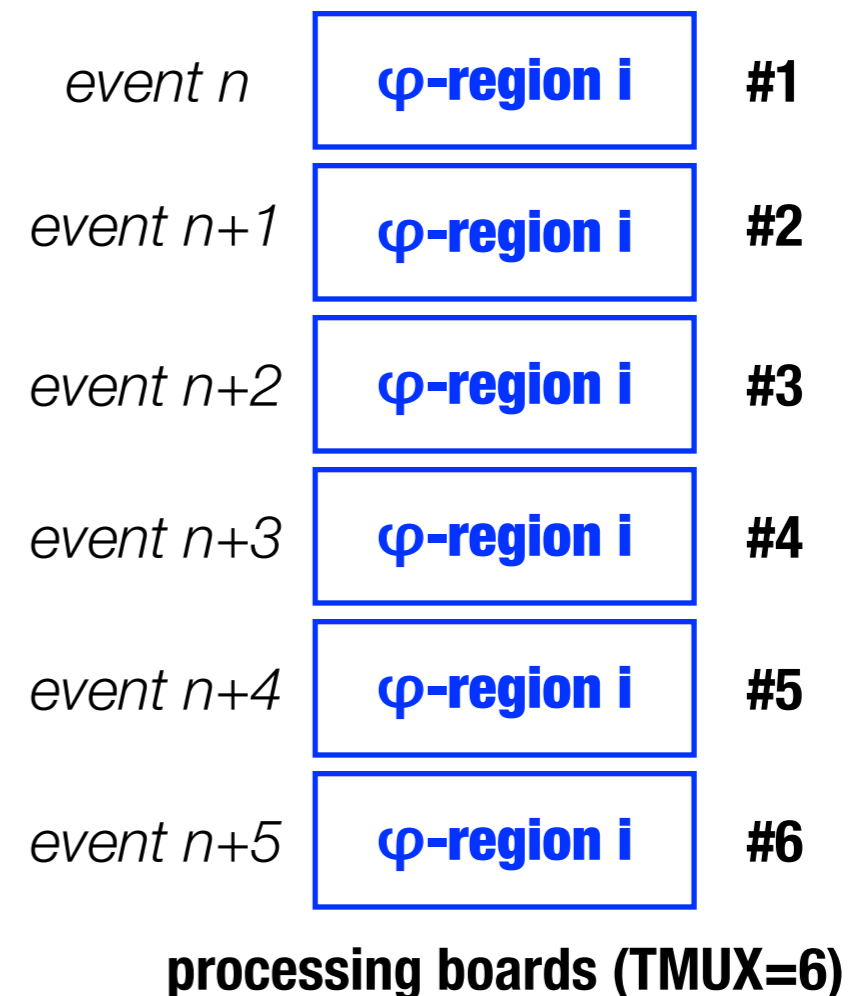 event n φ-region i #1
event n+1 φ-region i #2
event n+2 φ-region i #3
event n+3 φ-region i #4
event n+4 φ-region i #5
event n+5 φ-region i #6
processing boards (TMUX=6)